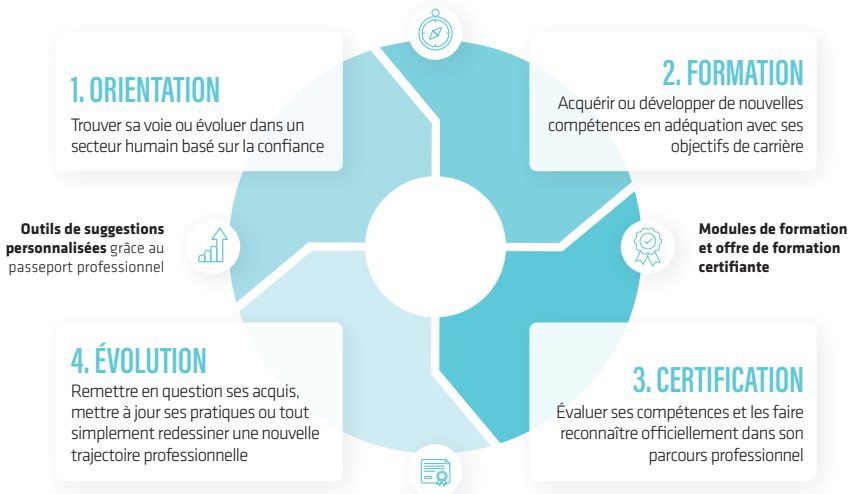 1. ORIENTATION
Trouver sa voie ou évoluer dans un
secteur humain basé sur la confiance
2. FORMATION
Acquérir ou développer de nouvelles
compétences en adéquation avec ses
objectifs de carrière
Outils de suggestions
personnalisées grâce au
passeport professionnel
Modules de formation
et offre de formation
certifiante
4. ÉVOLUTION
Remettre en question ses acquis,
mettre à jour ses pratiques ou tout
simplement redessiner une nouvelle
trajectoire professionnelle
3. CERTIFICATION
Évaluer ses compétences et les faire
reconnaître officiellement dans son
parcours professionnel